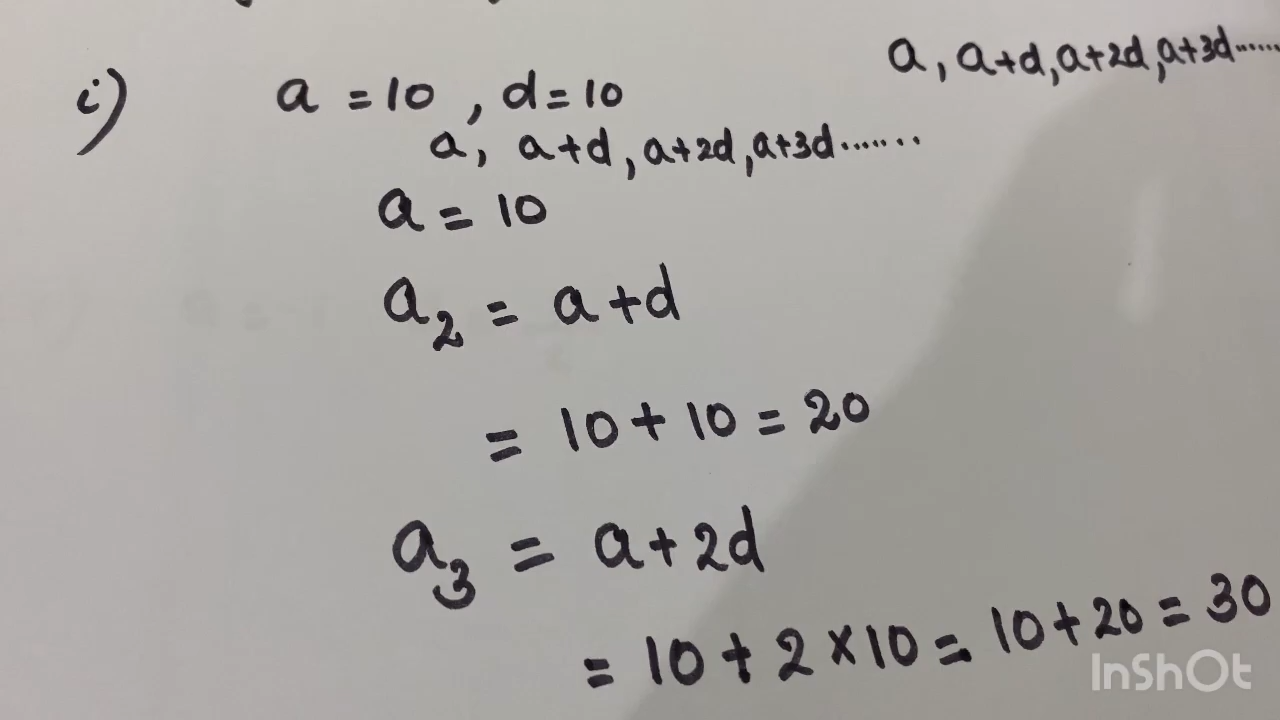 a, a+d, a+2d, a+3d......
i) a = 10, d = 10
a, a+d, a+2d, a+3d.......
a = 10
a₂ = a+d
= 10 + 10 = 20
a₃ = a+2d
= 10 + 2 × 10 = 10 + 20 = 30
InShOt